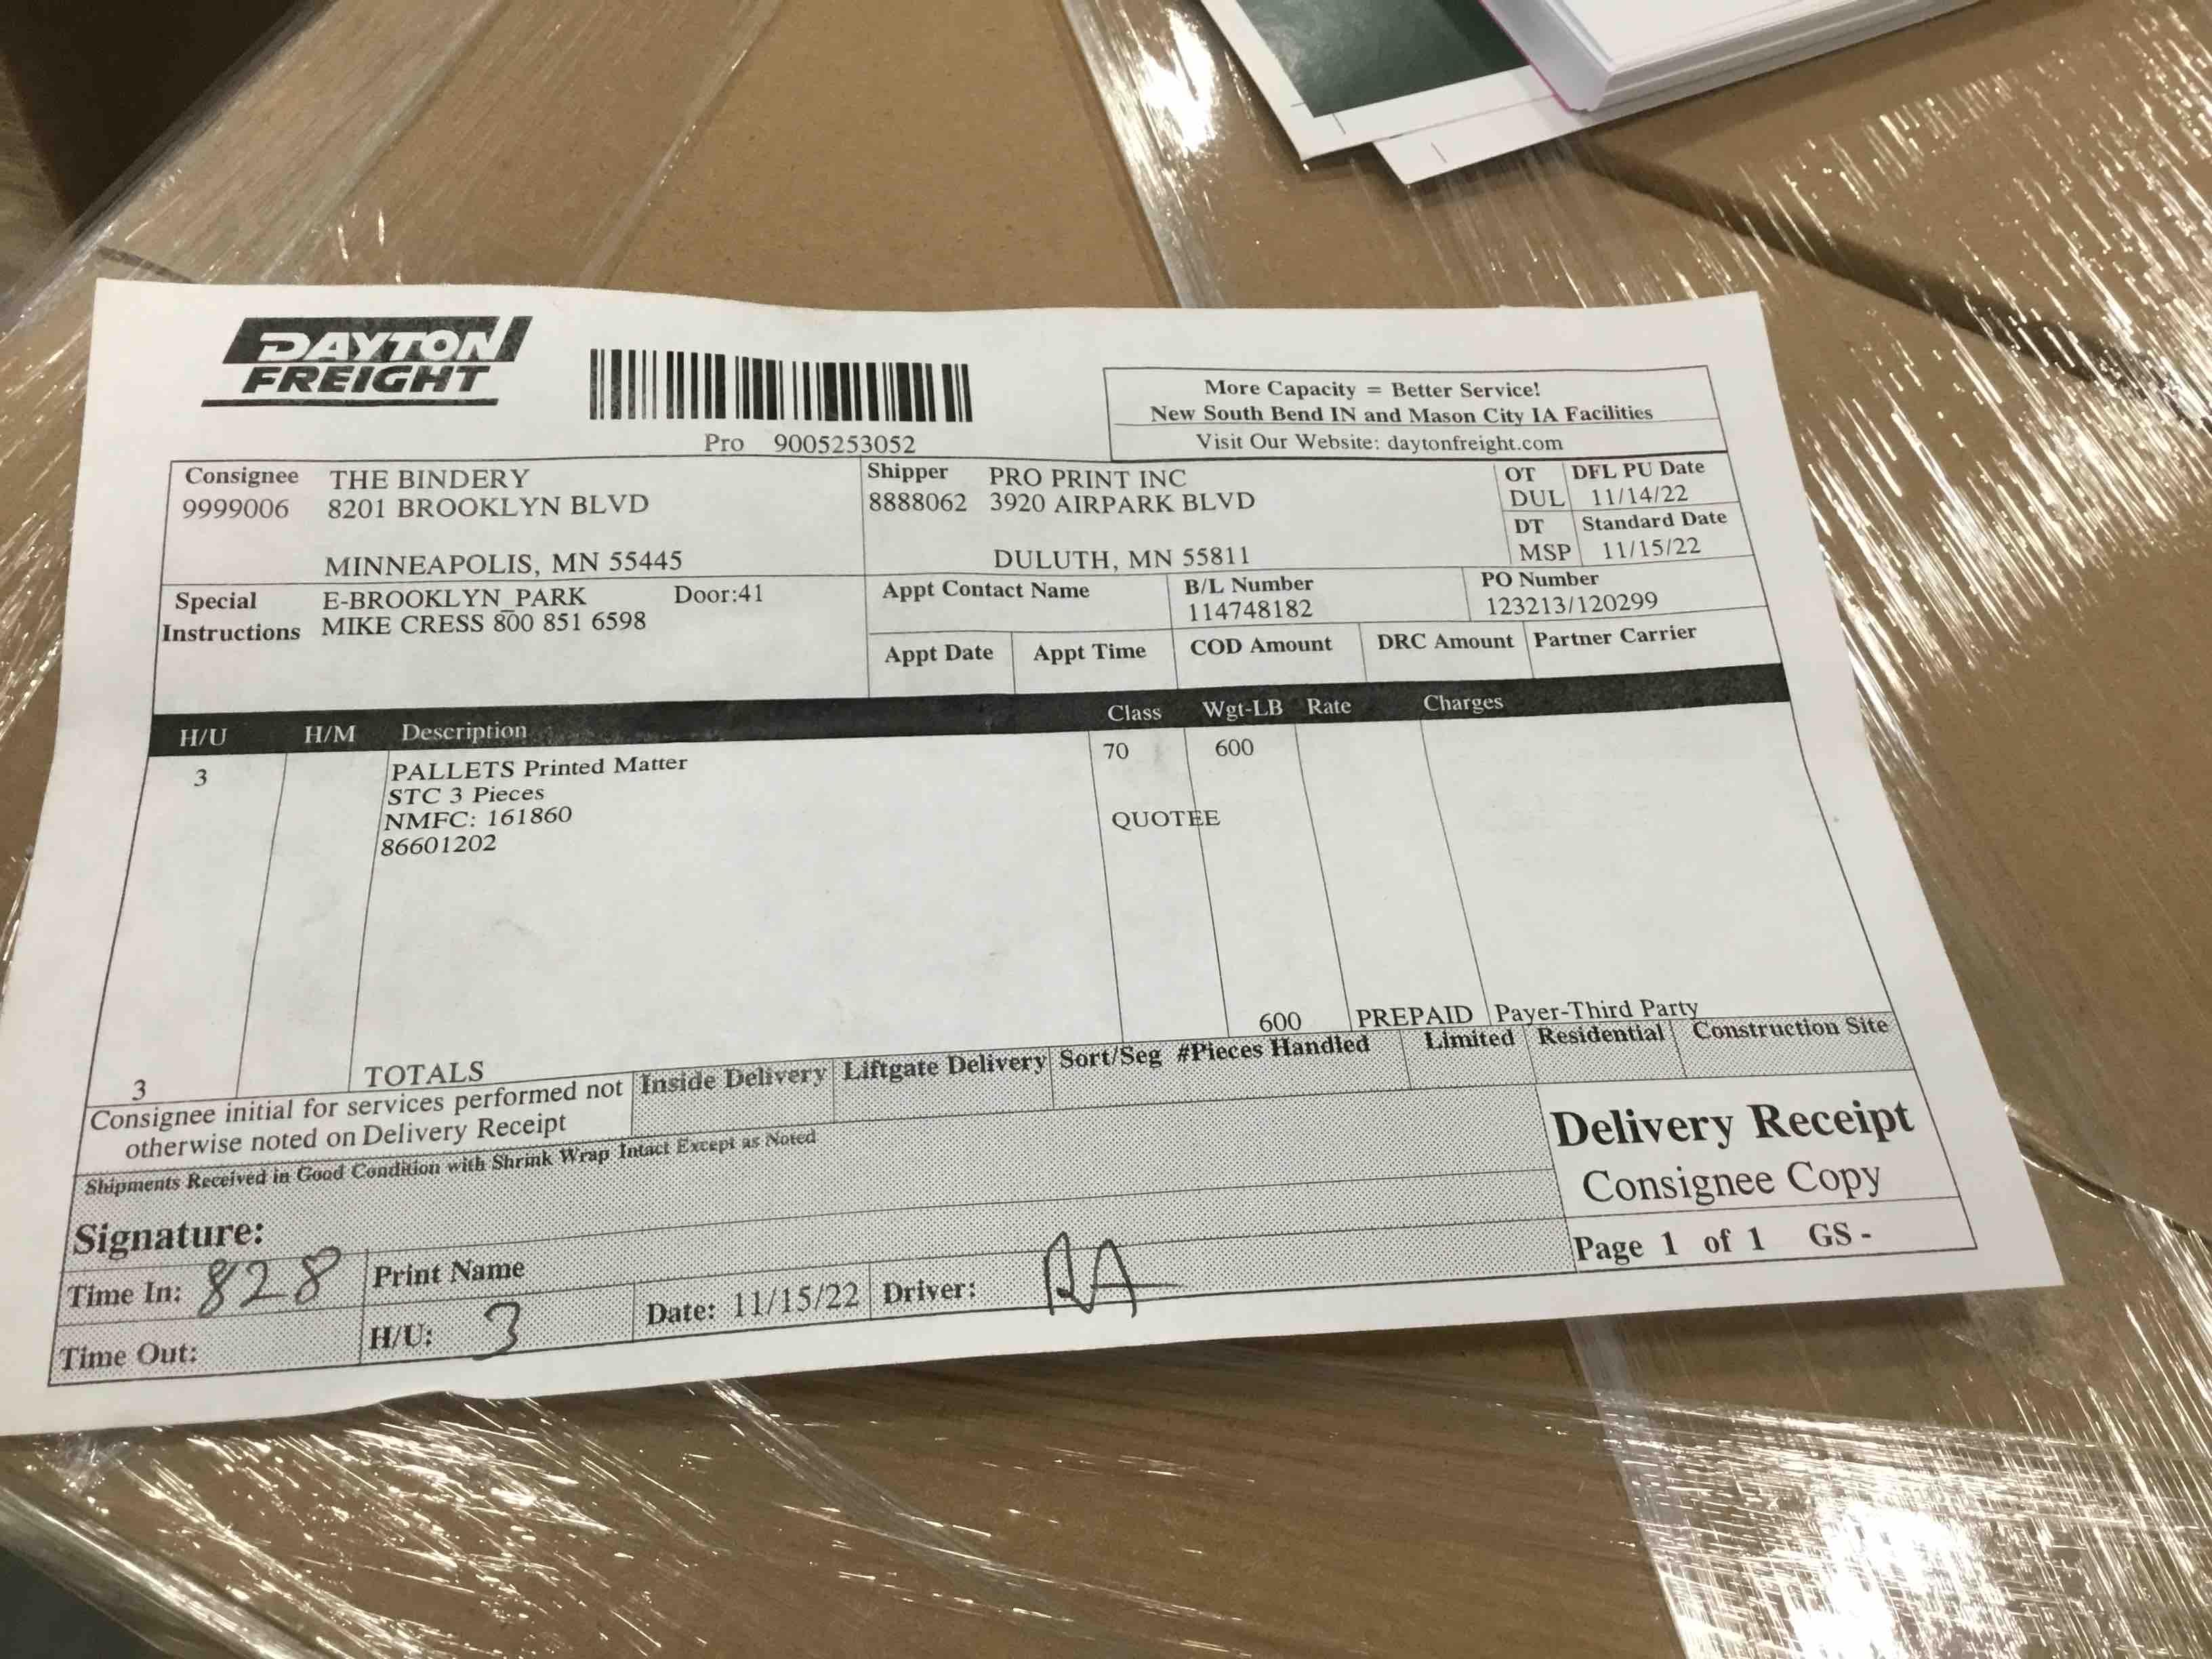 DAYTON
FREIGHT
Pro 9005253052
More Capacity = Better Service!
New South Bend IN and Mason City IA Facilities
Visit Our Website: daytonfreight.com
Consignee THE BINDERY
9999006 8201 BROOKLYN BLVD
MINNEAPOLIS, MN 55445
Shipper PRO PRINT INC
8888062 3920 AIRPARK BLVD
DULUTH, MN 55811
OT DFL PU Date
DUL 11/14/22
DT Standard Date
MSP 11/15/22
Special E-BROOKLYN_PARK Door:41
Instructions MIKE CRESS 800 851 6598
Appt Contact Name
B/L Number
114748182
PO Number
123213/120299
Appt Date Appt Time COD Amount DRC Amount Partner Carrier
H/U H/M Description Class Wgt-LB Rate Charges
3 PALLETS Printed Matter 70 600
STC 3 Pieces
NMFC: 161860 QUOTEE
86601202
600 PREPAID Payer-Third Party
3 TOTALS
Consignee initial for services performed not
otherwise noted on Delivery Receipt
Inside Delivery Liftgate Delivery Sort/Seg #Pieces Handled Limited Residential Construction Site
Shipments Received in Good Condition with Shrink Wrap Intact Except as Noted
Delivery Receipt
Consignee Copy
Signature:
Page 1 of 1 GS -
Time In: 828 Print Name
Time Out: H/U: 3 Date: 11/15/22 Driver: RA